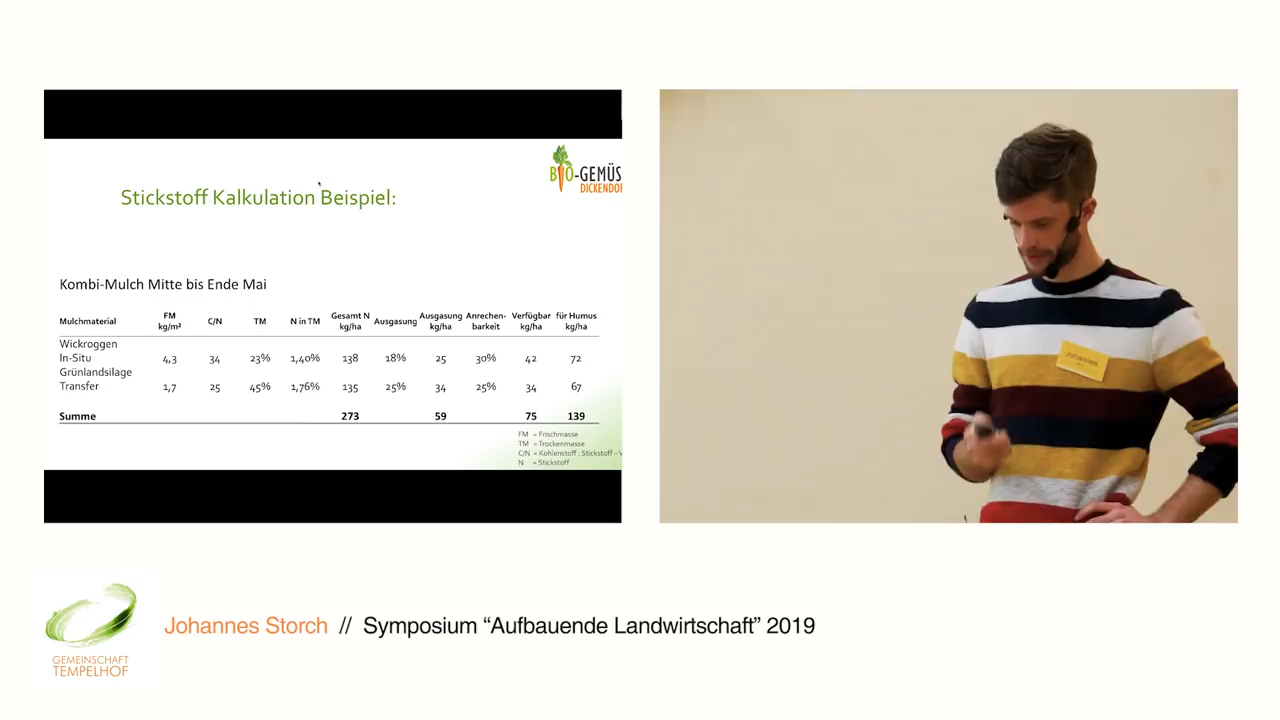 BIO-GEMÜS
DICKENDOR
Stickstoff Kalkulation Beispiel:
Kombi-Mulch Mitte bis Ende Mai
Mulchmaterial FM kg/m² C/N TM N in TM Gesamt N kg/ha Ausgasung Ausgasung kg/ha Anrechen-barkeit Verfügbar kg/ha für Humus kg/ha
Wickroggen
In-Situ 4,3 34 23% 1,40% 138 18% 25 30% 42 72
Grünlandsilage
Transfer 1,7 25 45% 1,76% 135 25% 34 25% 34 67
Summe 273 59 75 139
FM = Frischmasse
TM = Trockenmasse
C/N = Kohlenstoff : Stickstoff – V
N = Stickstoff
Johannes
GEMEINSCHAFT
TEMPELHOF
Johannes Storch // Symposium “Aufbauende Landwirtschaft” 2019